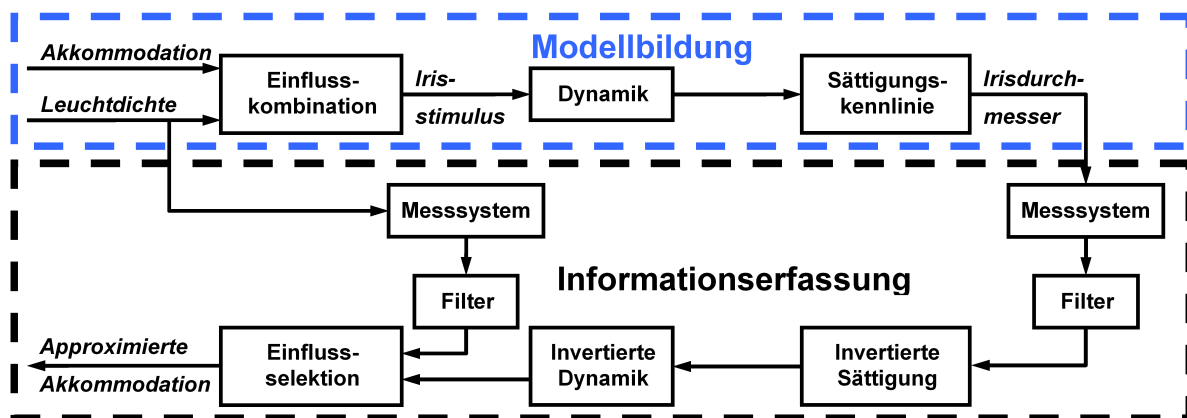 Modellbildung
Akkommodation
Leuchtdichte
Einfluss-
kombination
Iris-
stimulus
Dynamik
Sättigungs-
kennlinie
Irisdurch-
messer
Messsystem
Messsystem
Informationserfassung
Filter
Filter
Approximierte
Akkommodation
Einfluss-
selektion
Invertierte
Dynamik
Invertierte
Sättigung